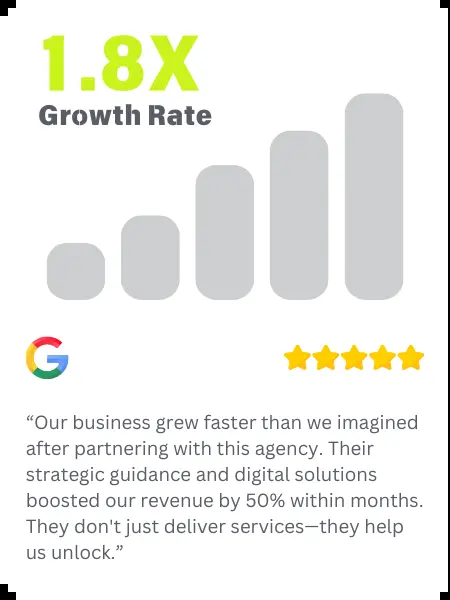 1.8X
Growth Rate
“Our business grew faster than we imagined
after partnering with this agency. Their
strategic guidance and digital solutions
boosted our revenue by 50% within months.
They don't just deliver services—they help
us unlock.”